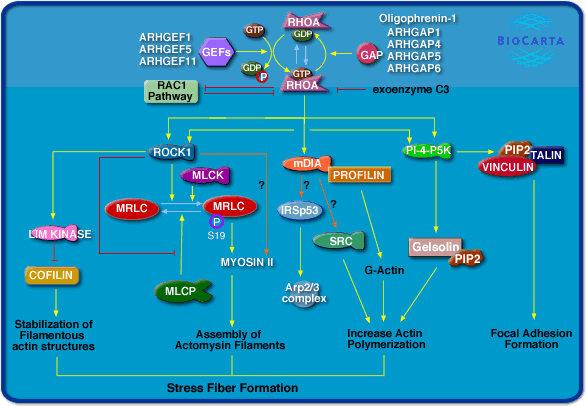 Oligophrenin-1
ARHGAP1
ARHGAP4
ARHGAP5
ARHGAP6
BIOCARTA
ARHGEF1
ARHGEF5
ARHGEF11
GEFs
GTP
RHOA
GDP
GAP
GDP
P
GTP
RHOA
RAC1
Pathway
exoenzyme C3
ROCK1
mDIA
PROFILIN
PI-4-P5K
PIP2
TALIN
VINCULIN
MLCK
?
?
?
MRLC
MRLC
P
S19
IRSp53
LIM KINASE
SRC
Gelsolin
PIP2
MYOSIN II
COFILIN
G-Actin
MLCP
Arp2/3
complex
Stabilization of
Filamentous
actin structures
Assembly of
Actomysin Filaments
Increase Actin
Polymerization
Focal Adhesion
Formation
Stress Fiber Formation